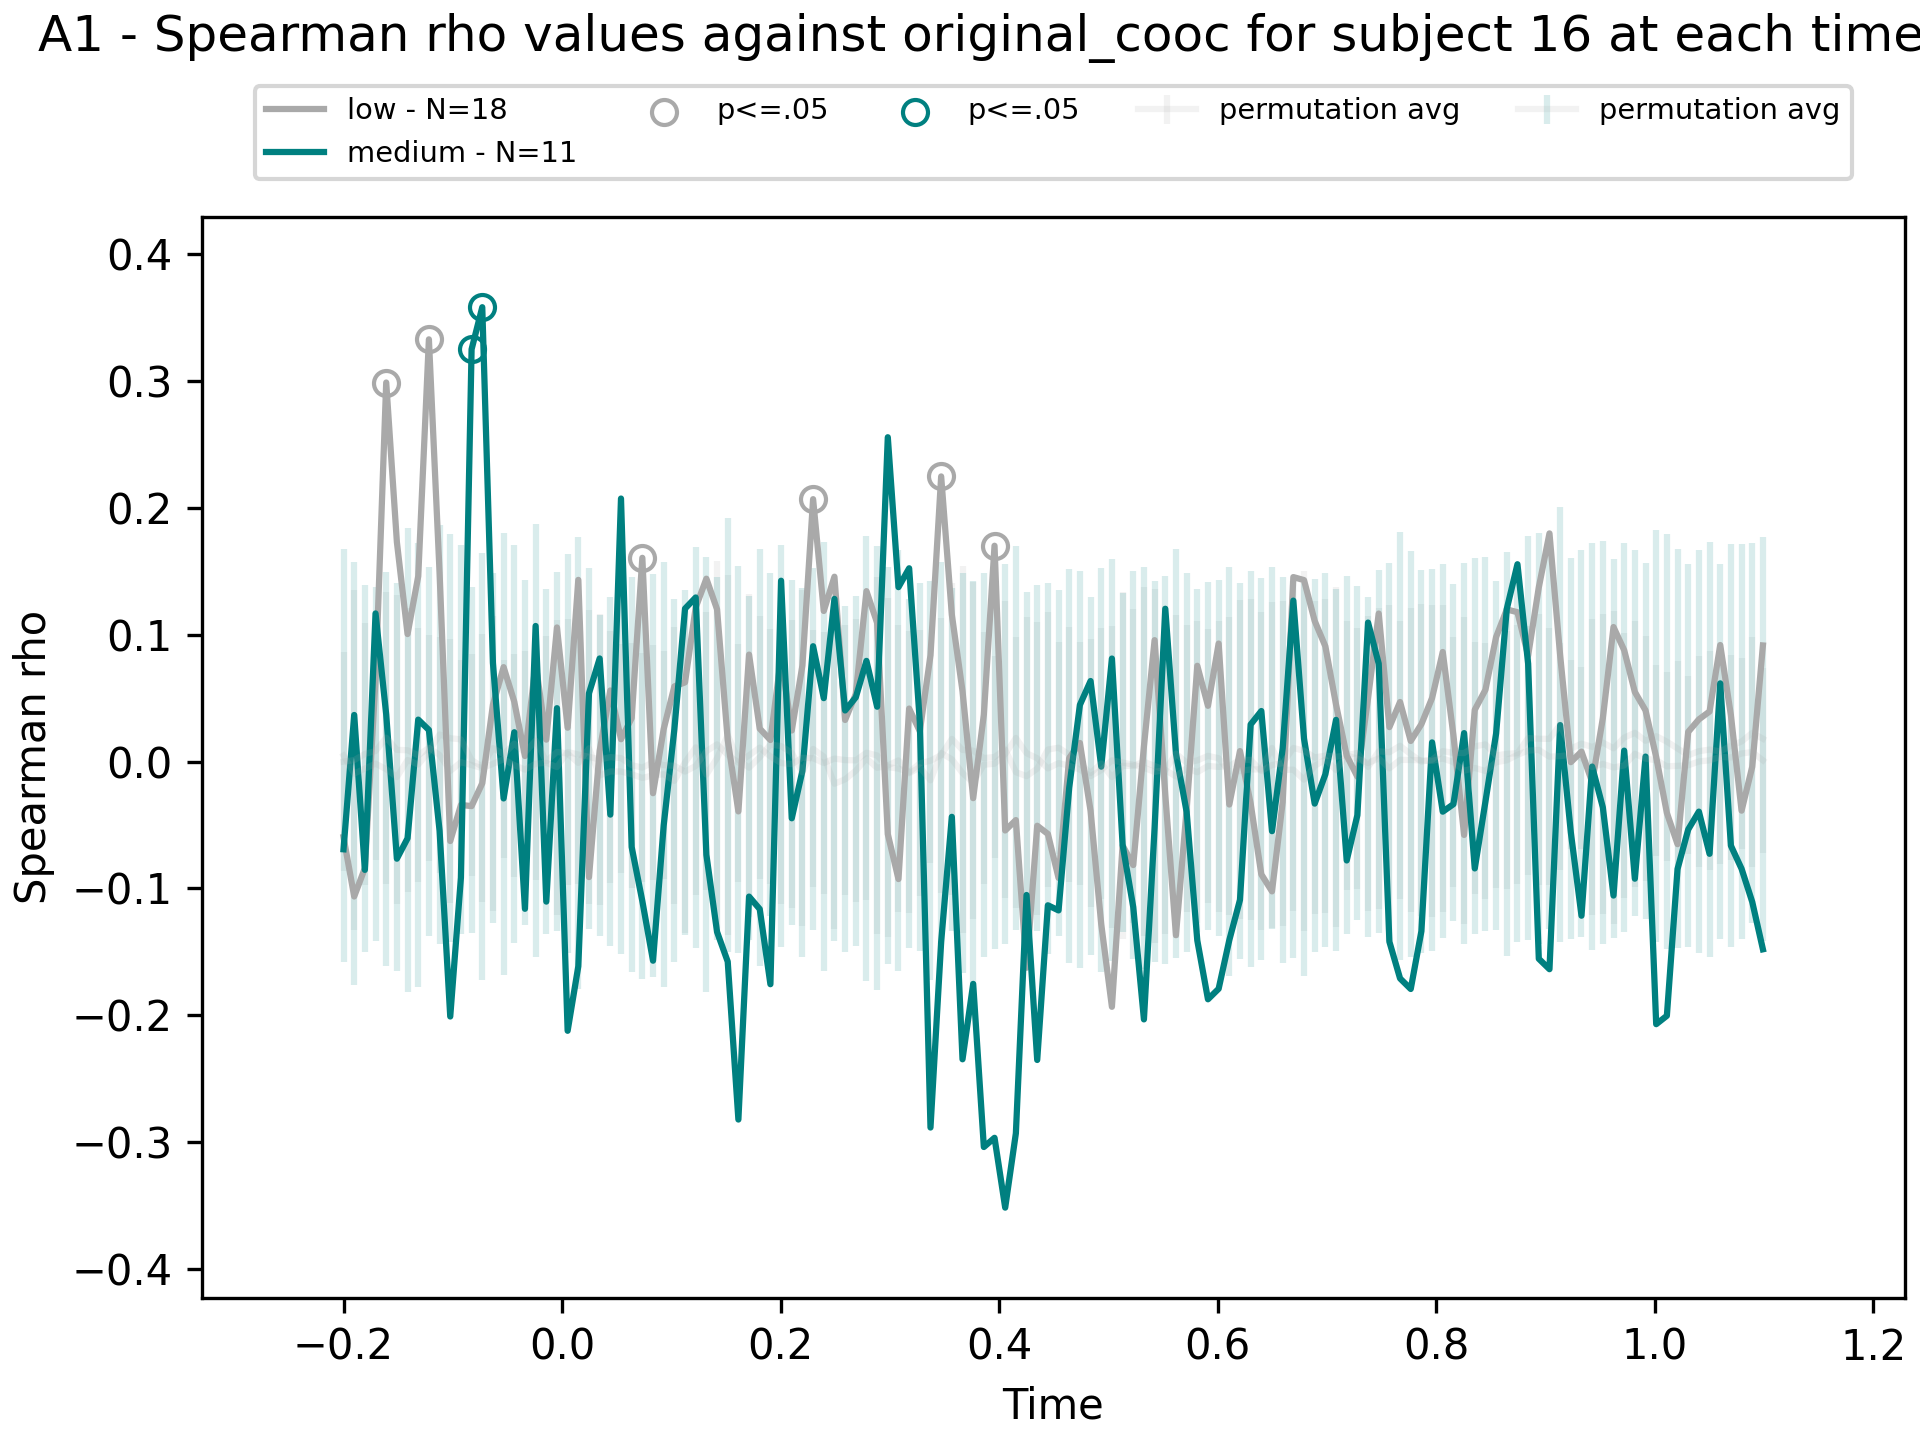 A1 - Spearman rho values against original_cooc for subject 16 at each time
low - N=18
medium - N=11
p<=.05
p<=.05
permutation avg
permutation avg
Spearman rho
0.4
0.3
0.2
0.1
0.0
−0.1
−0.2
−0.3
−0.4
−0.2
0.0
0.2
0.4
0.6
0.8
1.0
1.2
Time